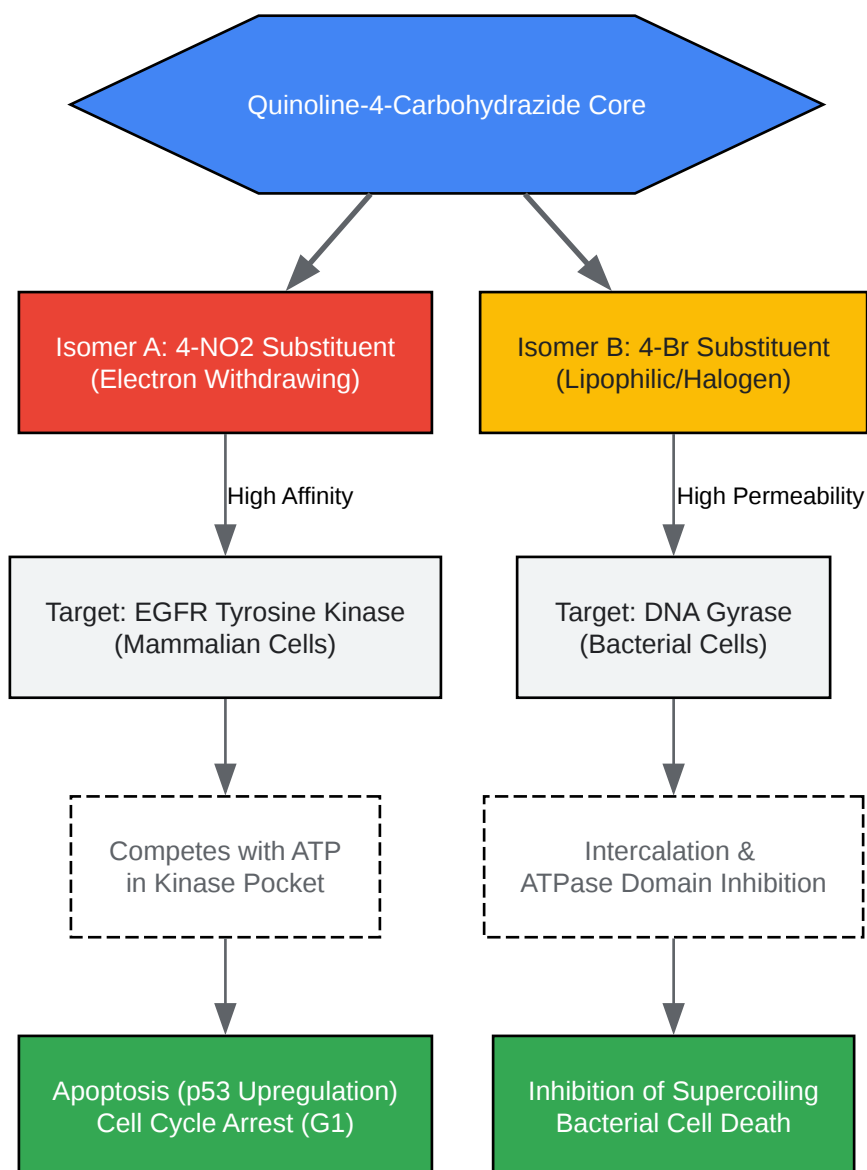 Quinoline-4-Carbohydrazide Core
Isomer A: 4-NO2 Substituent
(Electron Withdrawing)
Isomer B: 4-Br Substituent
(Lipophilic/Halogen)
High Affinity
High Permeability
Target: EGFR Tyrosine Kinase
(Mammalian Cells)
Target: DNA Gyrase
(Bacterial Cells)
Competes with ATP
in Kinase Pocket
Intercalation &
ATPase Domain Inhibition
Apoptosis (p53 Upregulation)
Cell Cycle Arrest (G1)
Inhibition of Supercoiling
Bacterial Cell Death